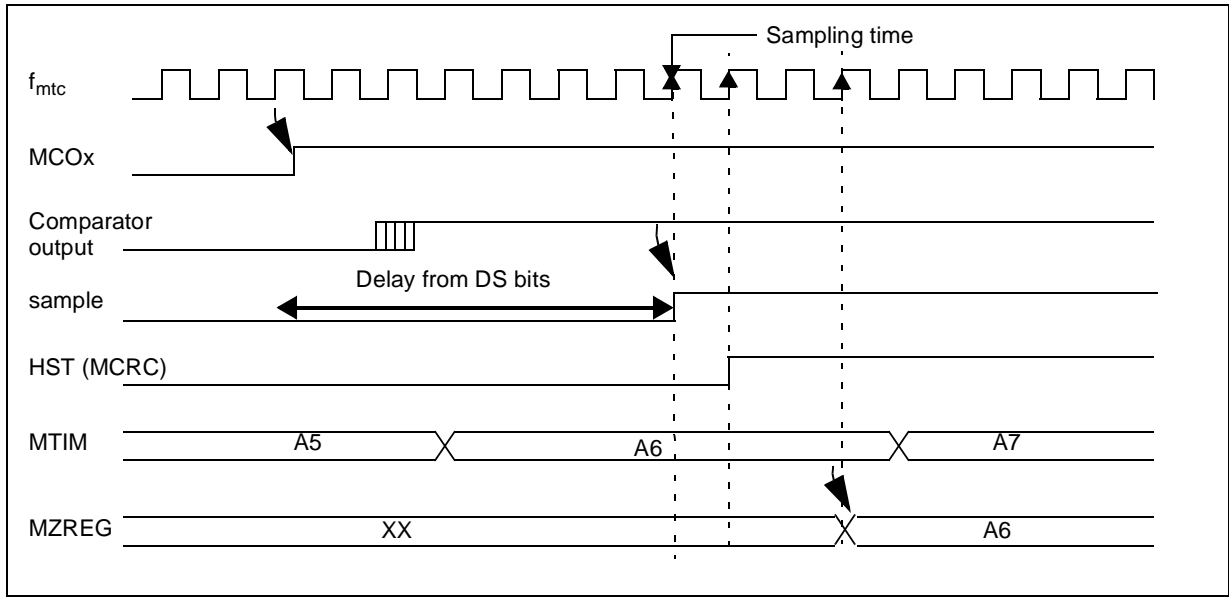 Sampling time
fmtc
MCOx
Comparator
output
Delay from DS bits
sample
HST (MCRC)
MTIM
A5
A6
A7
MZREG
XX
A6